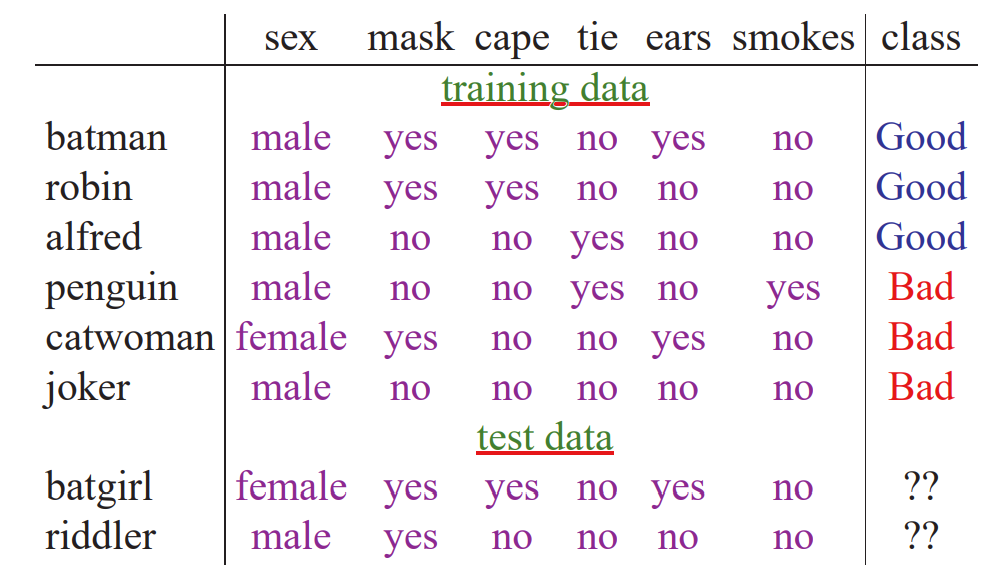 sex mask cape tie ears smokes class
training data
batman male yes yes no yes no Good
robin male yes yes no no no Good
alfred male no no yes no no Good
penguin male no no yes no yes Bad
catwoman female yes no no yes no Bad
joker male no no no no no Bad
test data
batgirl female yes yes no yes no ??
riddler male yes no no no no ??